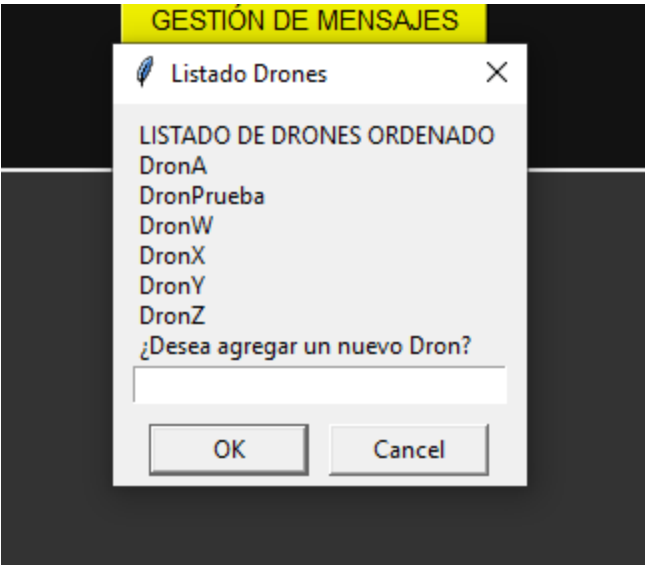 GESTIÓN DE MENSAJES
Listado Drones
LISTADO DE DRONES ORDENADO
DronA
DronPrueba
DronW
DronX
DronY
DronZ
¿Desea agregar un nuevo Dron?
OK
Cancel